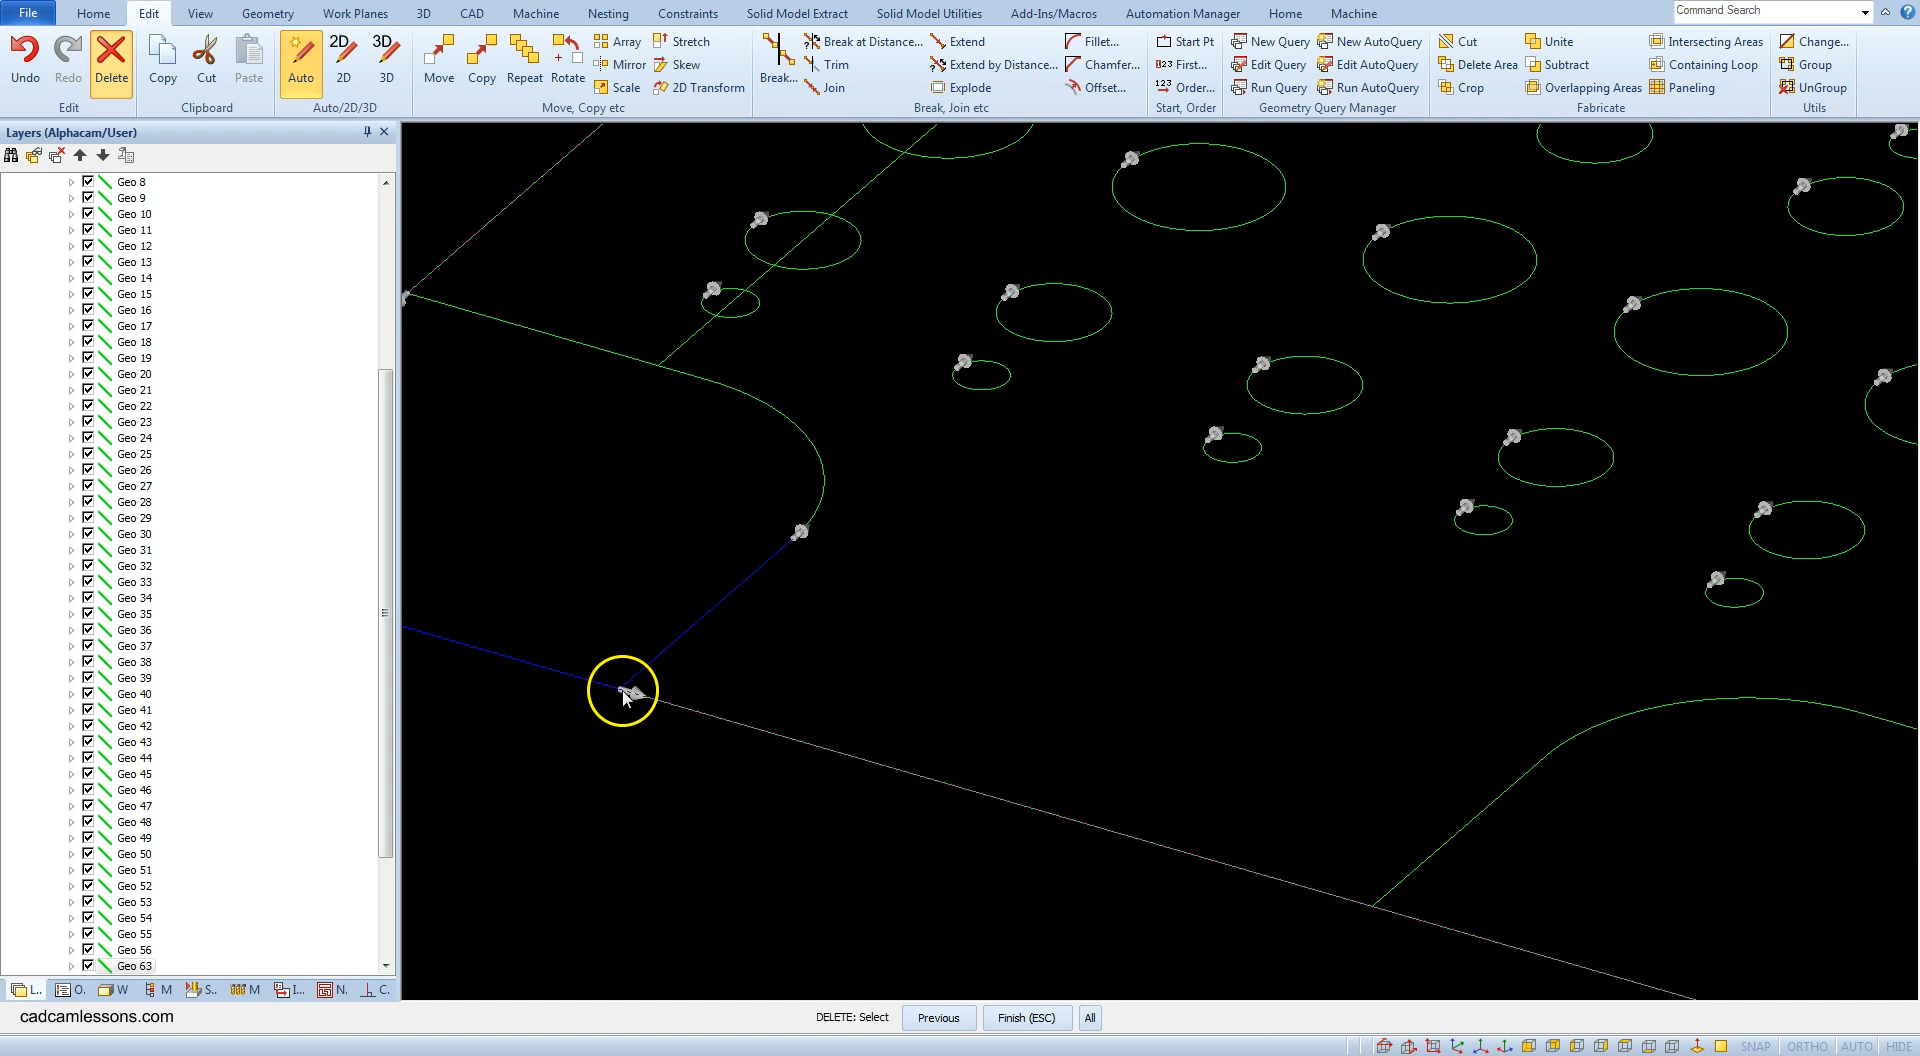 File Home Edit View Geometry Work Planes 3D CAD Machine Nesting Constraints Solid Model Extract Solid Model Utilities Add-Ins/Macros Automation Manager Home Machine Command Search
Undo Redo Delete Copy Cut Paste Auto 2D 3D Move Copy Repeat Rotate Array Stretch Break... Break at Distance... Extend Fillet... Start Pt New Query New AutoQuery Cut Unite Intersecting Areas Change...
Mirror Skew Trim Extend by Distance... Chamfer... First... Edit Query Edit AutoQuery Delete Area Subtract Containing Loop Group
Scale 2D Transform Join Explode Offset... Order... Run Query Run AutoQuery Crop Overlapping Areas Paneling UnGroup
Edit Clipboard Auto/2D/3D Move, Copy etc Break, Join etc Start, Order Geometry Query Manager Fabricate Utils
Layers (Alphacam/User)
Geo 8
Geo 9
Geo 10
Geo 11
Geo 12
Geo 13
Geo 14
Geo 15
Geo 16
Geo 17
Geo 18
Geo 19
Geo 20
Geo 21
Geo 22
Geo 23
Geo 24
Geo 25
Geo 26
Geo 27
Geo 28
Geo 29
Geo 30
Geo 31
Geo 32
Geo 33
Geo 34
Geo 35
Geo 36
Geo 37
Geo 38
Geo 39
Geo 40
Geo 41
Geo 42
Geo 43
Geo 44
Geo 45
Geo 46
Geo 47
Geo 48
Geo 49
Geo 50
Geo 51
Geo 52
Geo 53
Geo 54
Geo 55
Geo 56
Geo 63
L.. O. W M S.. M I... N. C.
cadcamlessons.com DELETE: Select Previous Finish (ESC) All
SNAP ORTHO AUTO HIDE